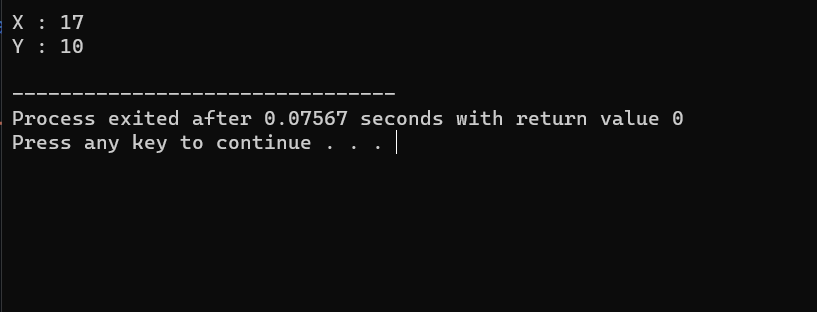 X : 17
Y : 10
--------------------------------
Process exited after 0.07567 seconds with return value 0
Press any key to continue . . .